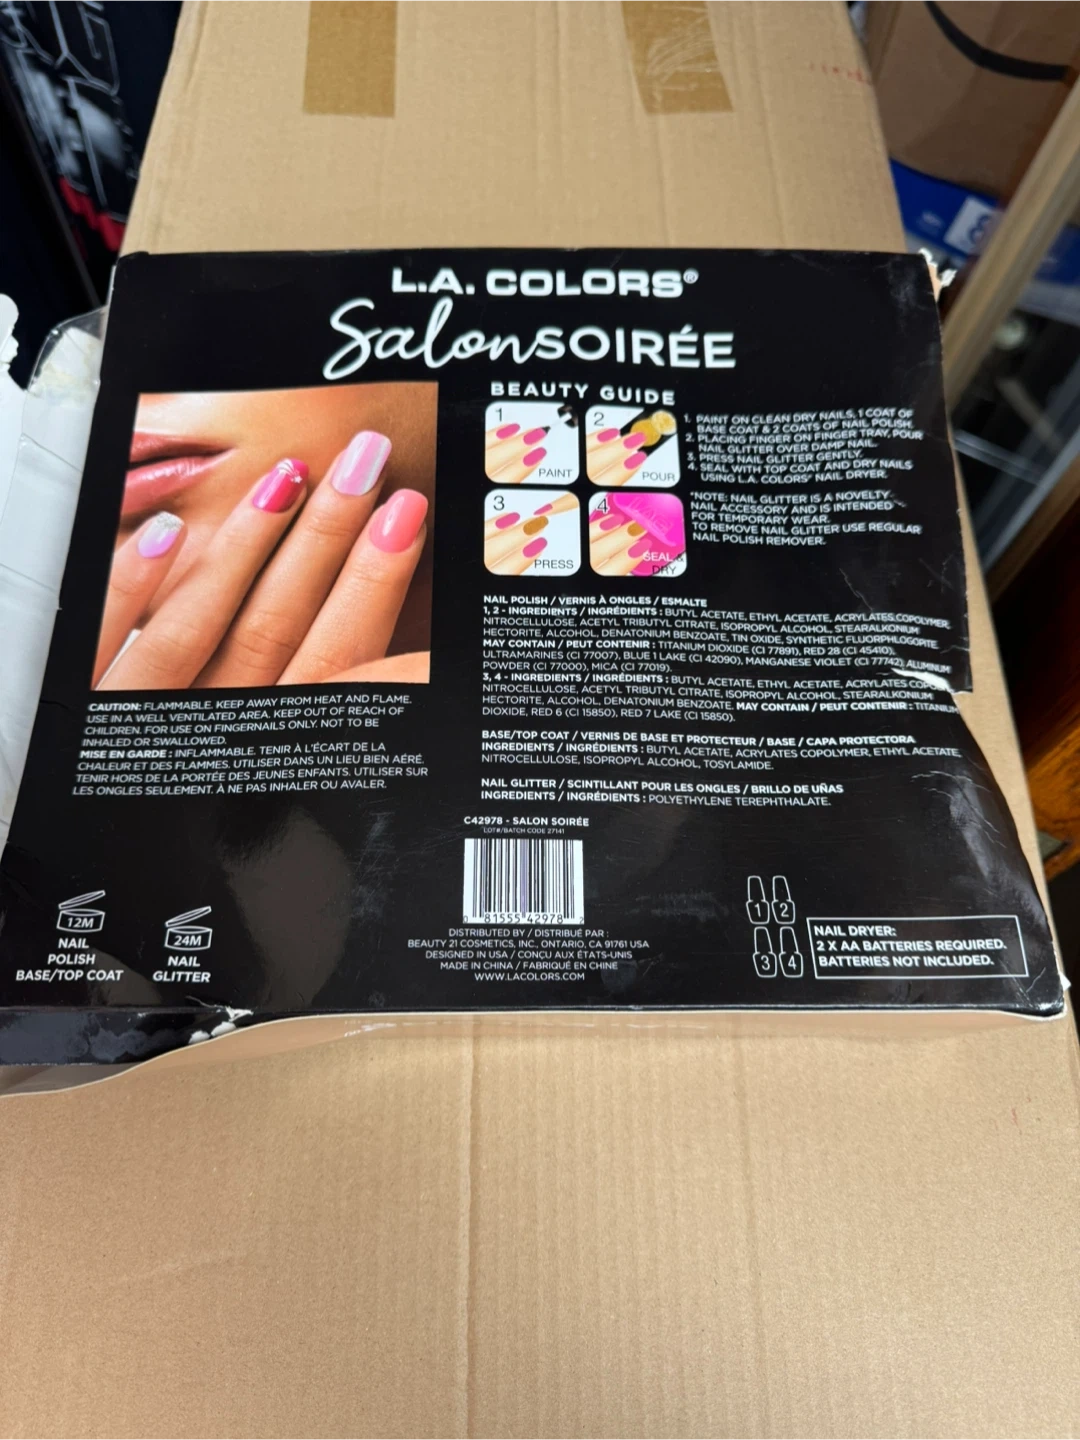 L.A. COLORS®
Salon SOIRÉE
BEAUTY GUIDE
1
PAINT
2
POUR
3
PRESS
4
SEAL &
DRY
1. PAINT ON CLEAN DRY NAILS, 1 COAT OF
BASE COAT & 2 COATS OF NAIL POLISH.
2. PLACING FINGER ON FINGER TRAY, POUR
NAIL GLITTER OVER DAMP NAIL.
3. PRESS NAIL GLITTER GENTLY.
4. SEAL WITH TOP COAT AND DRY NAILS
USING L.A. COLORS® NAIL DRYER.
*NOTE: NAIL GLITTER IS A NOVELTY
NAIL ACCESSORY AND IS INTENDED
FOR TEMPORARY WEAR.
TO REMOVE NAIL GLITTER USE REGULAR
NAIL POLISH REMOVER.
NAIL POLISH / VERNIS À ONGLES / ESMALTE
1, 2 - INGREDIENTS / INGRÉDIENTS : BUTYL ACETATE, ETHYL ACETATE, ACRYLATES COPOLYMER,
NITROCELLULOSE, ACETYL TRIBUTYL CITRATE, ISOPROPYL ALCOHOL, STEARALKONIUM
HECTORITE, ALCOHOL, DENATONIUM BENZOATE, TIN OXIDE, SYNTHETIC FLUORPHLOGOPITE.
MAY CONTAIN / PEUT CONTENIR : TITANIUM DIOXIDE (CI 77891), RED 28 (CI 45410),
ULTRAMARINES (CI 77007), BLUE 1 LAKE (CI 42090), MANGANESE VIOLET (CI 77742), ALUMINUM
POWDER (CI 77000), MICA (CI 77019).
3, 4 - INGREDIENTS / INGRÉDIENTS : BUTYL ACETATE, ETHYL ACETATE, ACRYLATES
NITROCELLULOSE, ACETYL TRIBUTYL CITRATE, ISOPROPYL ALCOHOL, STEARALKONIUM
HECTORITE, ALCOHOL, DENATONIUM BENZOATE. MAY CONTAIN / PEUT CONTENIR : TITANIUM
DIOXIDE, RED 6 (CI 15850), RED 7 LAKE (CI 15850).
BASE/TOP COAT / VERNIS DE BASE ET PROTECTEUR / BASE / CAPA PROTECTORA
INGREDIENTS / INGRÉDIENTS : BUTYL ACETATE, ACRYLATES COPOLYMER, ETHYL ACETATE,
NITROCELLULOSE, ISOPROPYL ALCOHOL, TOSYLAMIDE.
NAIL GLITTER / SCINTILLANT POUR LES ONGLES / BRILLO DE UÑAS
INGREDIENTS / INGRÉDIENTS : POLYETHYLENE TEREPHTHALATE.
CAUTION: FLAMMABLE. KEEP AWAY FROM HEAT AND FLAME.
USE IN A WELL VENTILATED AREA. KEEP OUT OF REACH OF
CHILDREN. FOR USE ON FINGERNAILS ONLY. NOT TO BE
INHALED OR SWALLOWED.
MISE EN GARDE : INFLAMMABLE. TENIR À L'ÉCART DE LA
CHALEUR ET DES FLAMMES. UTILISER DANS UN LIEU BIEN AÉRÉ.
TENIR HORS DE LA PORTÉE DES JEUNES ENFANTS. UTILISER SUR
LES ONGLES SEULEMENT. À NE PAS INHALER OU AVALER.
C42978 - SALON SOIRÉE
LOT#/BATCH CODE 27141
0 81555 42978 2
DISTRIBUTED BY / DISTRIBUÉ PAR :
BEAUTY 21 COSMETICS, INC., ONTARIO, CA 91761 USA
DESIGNED IN USA / CONÇU AUX ÉTATS-UNIS
MADE IN CHINA / FABRIQUÉ EN CHINE
WWW.LACOLORS.COM
12M
NAIL
POLISH
BASE/TOP COAT
24M
NAIL
GLITTER
1 2
3 4
NAIL DRYER:
2 X AA BATTERIES REQUIRED.
BATTERIES NOT INCLUDED.